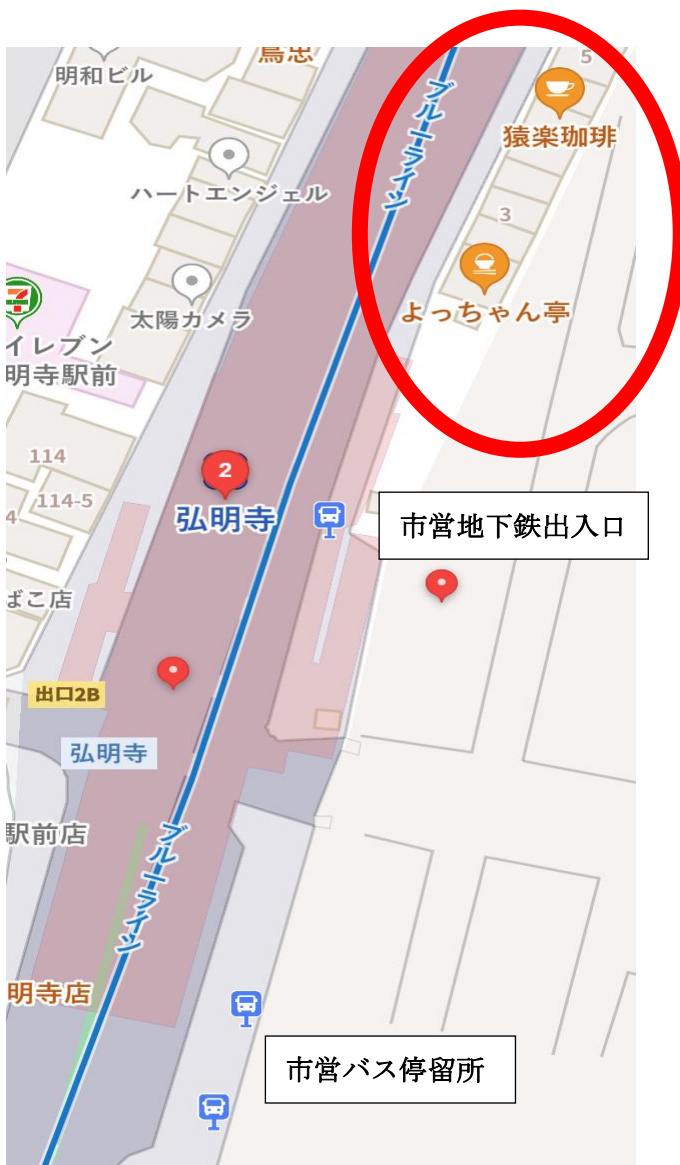 鳥忠
明和ビル
5
猿楽珈琲
ブルーライン
ハートエンジェル
3
よっちゃん亭
太陽カメラ
イレブン
明寺駅前
114
2
弘明寺
114-5
4
市営地下鉄出入口
ばこ店
出口2B
弘明寺
駅前店
ブルーライン
明寺店
市営バス停留所